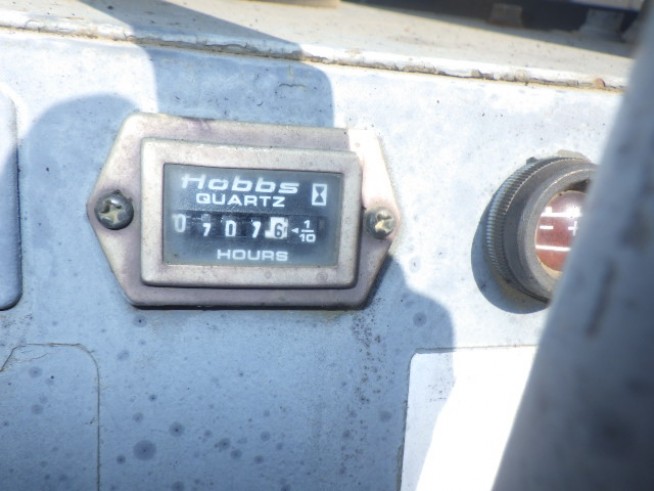 Hobbs
QUARTZ
0 7 0 7 6 ◄ 1/10
HOURS